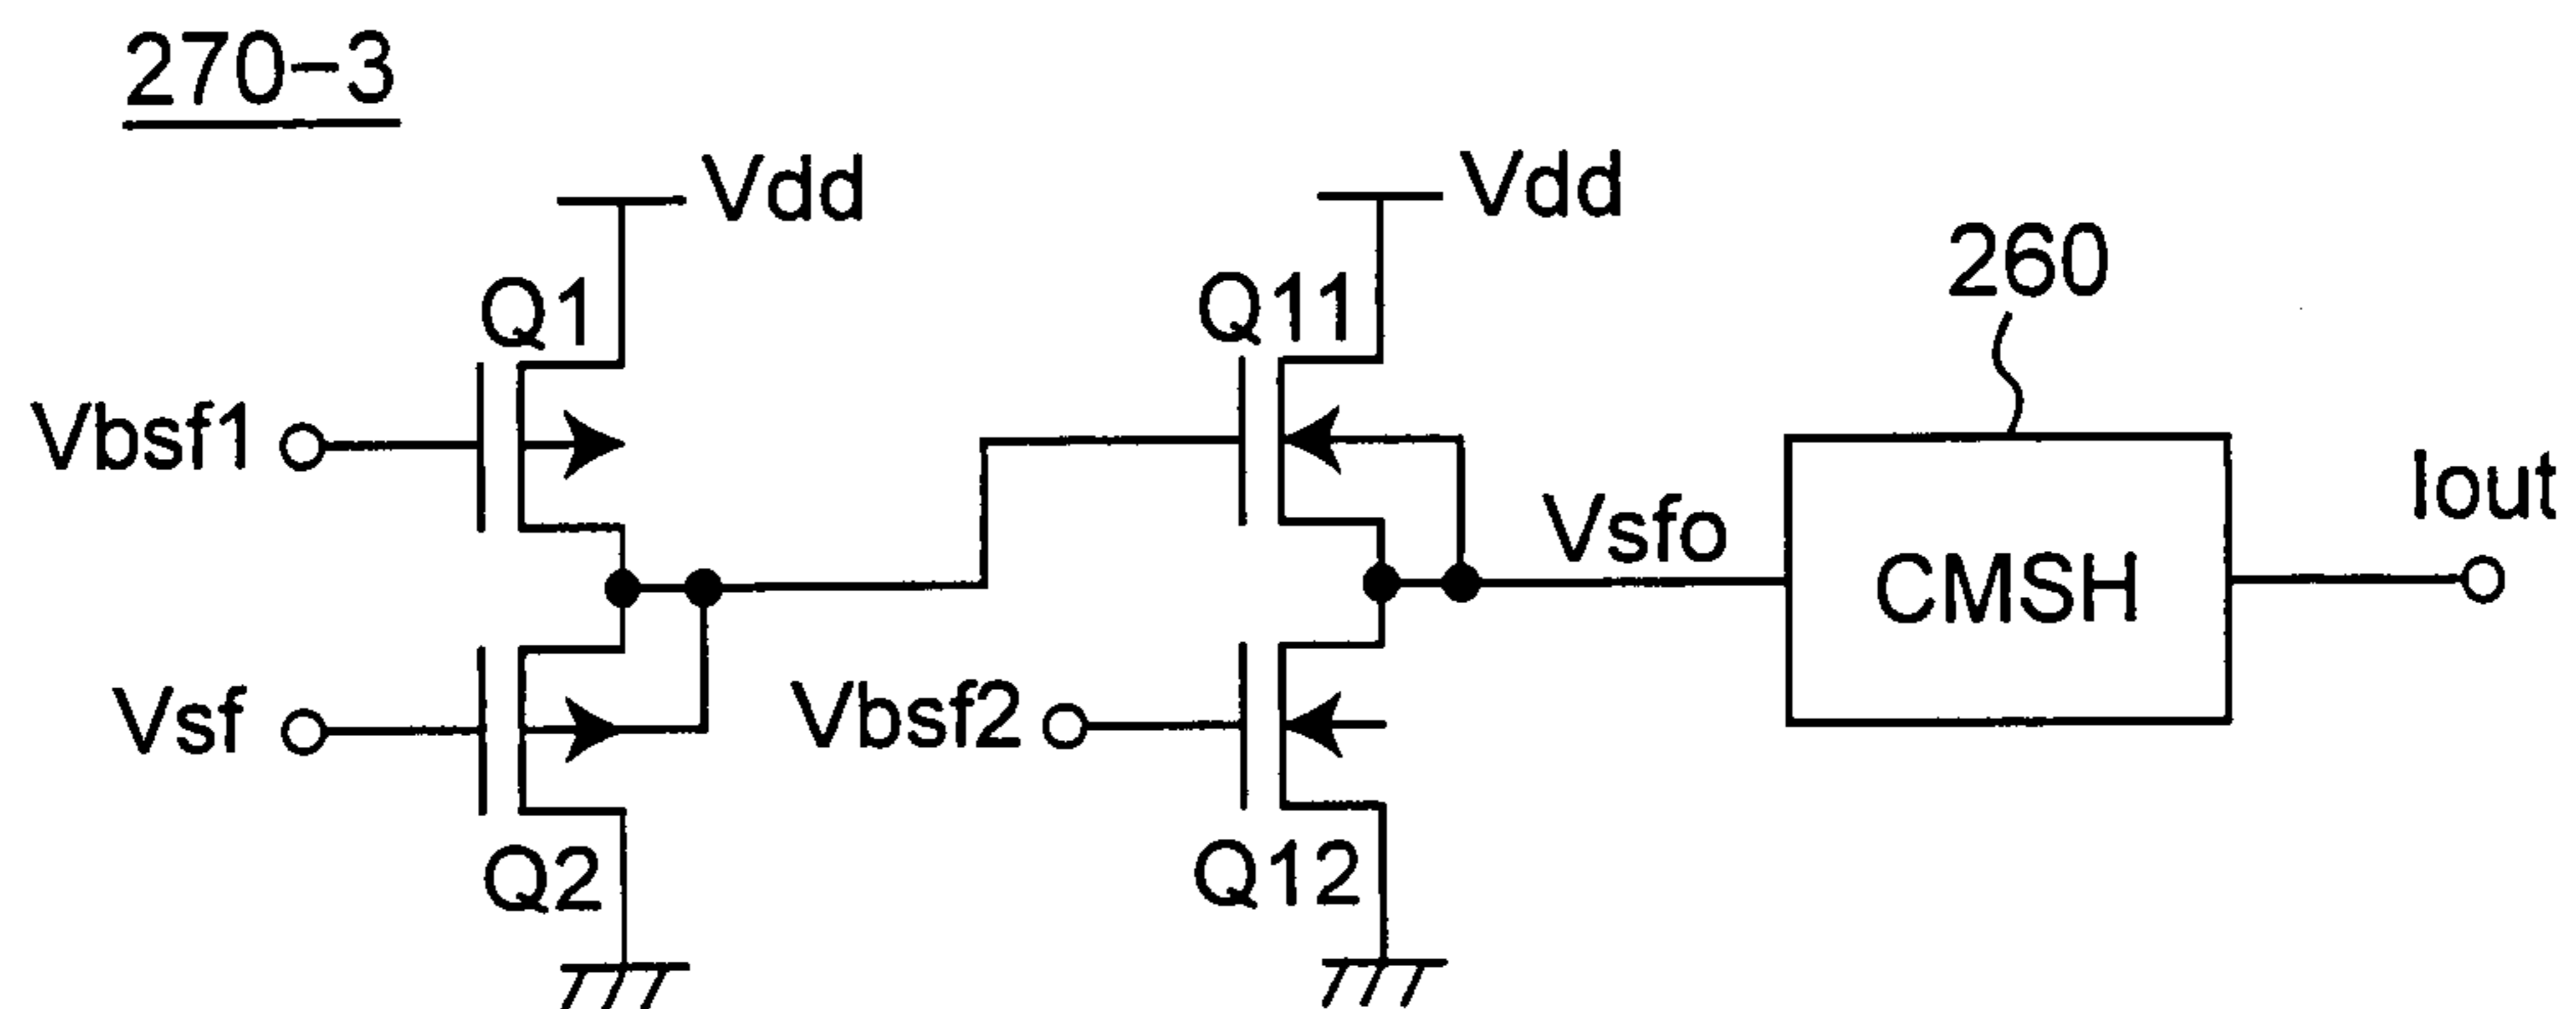 270-3
Vdd
Vdd
Q1
Q11
260
Vbsf1
Vsfo
Iout
CMSH
Vsf
Vbsf2
Q2
Q12